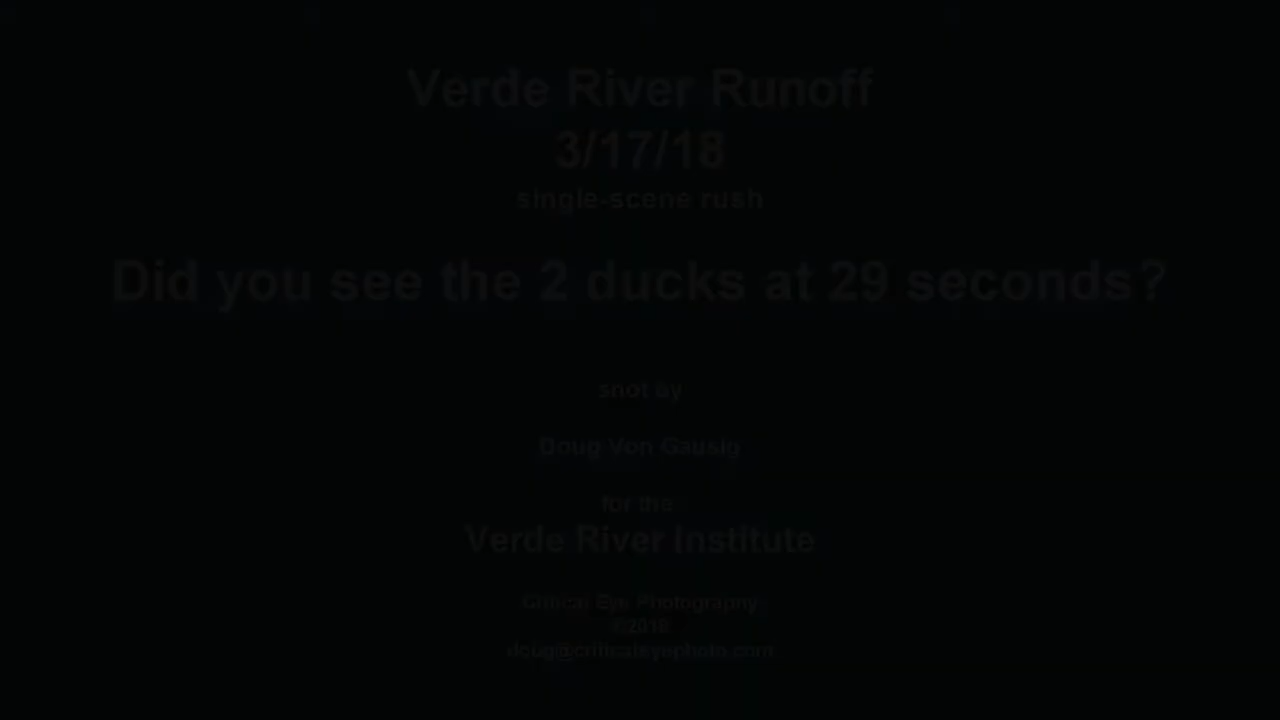 Verde River Runoff
3/17/18
single-scene rush
Did you see the 2 ducks at 29 seconds?
shot by
Doug Von Gausig
for the
Verde River Institute
Critical Eye Photography
©2018
doug@criticaleyephoto.com